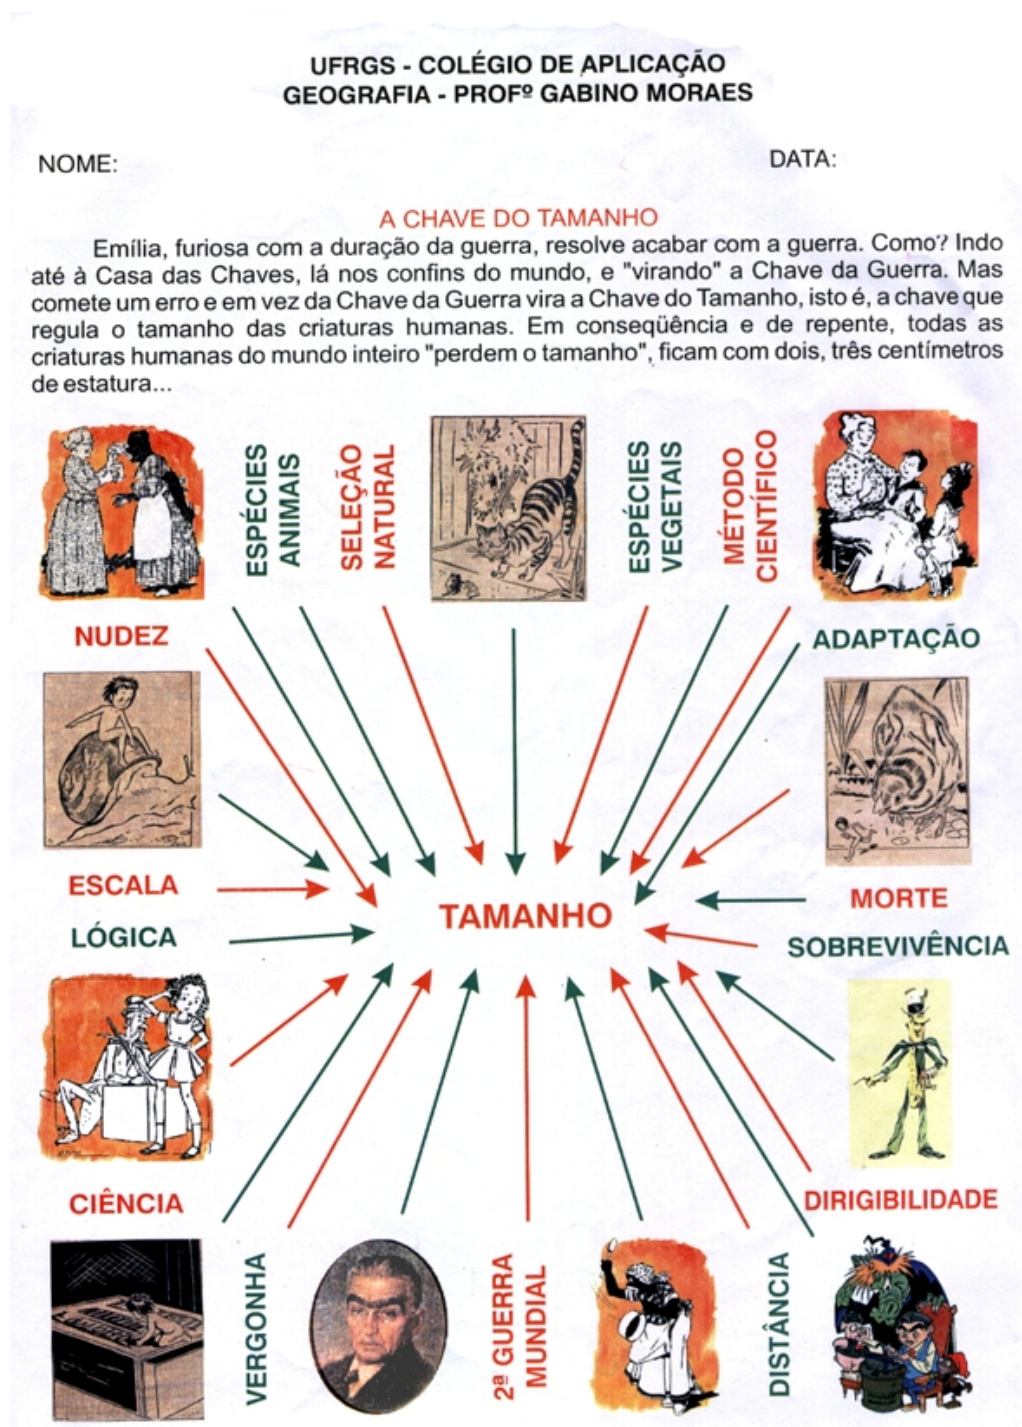 UFRGS - COLÉGIO DE APLICAÇÃO
GEOGRAFIA - PROFº GABINO MORAES
NOME:
DATA:
A CHAVE DO TAMANHO
Emília, furiosa com a duração da guerra, resolve acabar com a guerra. Como? Indo
até à Casa das Chaves, lá nos confins do mundo, e "virando" a Chave da Guerra. Mas
comete um erro e em vez da Chave da Guerra vira a Chave do Tamanho, isto é, a chave que
regula o tamanho das criaturas humanas. Em conseqüência e de repente, todas as
criaturas humanas do mundo inteiro "perdem o tamanho", ficam com dois, três centímetros
de estatura...
ESPÉCIES
ANIMAIS
SELEÇÃO
NATURAL
ESPÉCIES
VEGETAIS
MÉTODO
CIENTÍFICO
NUDEZ
ADAPTAÇÃO
ESCALA
MORTE
TAMANHO
LÓGICA
SOBREVIVÊNCIA
CIÊNCIA
DIRIGIBILIDADE
VERGONHA
2ª GUERRA
MUNDIAL
DISTÂNCIA